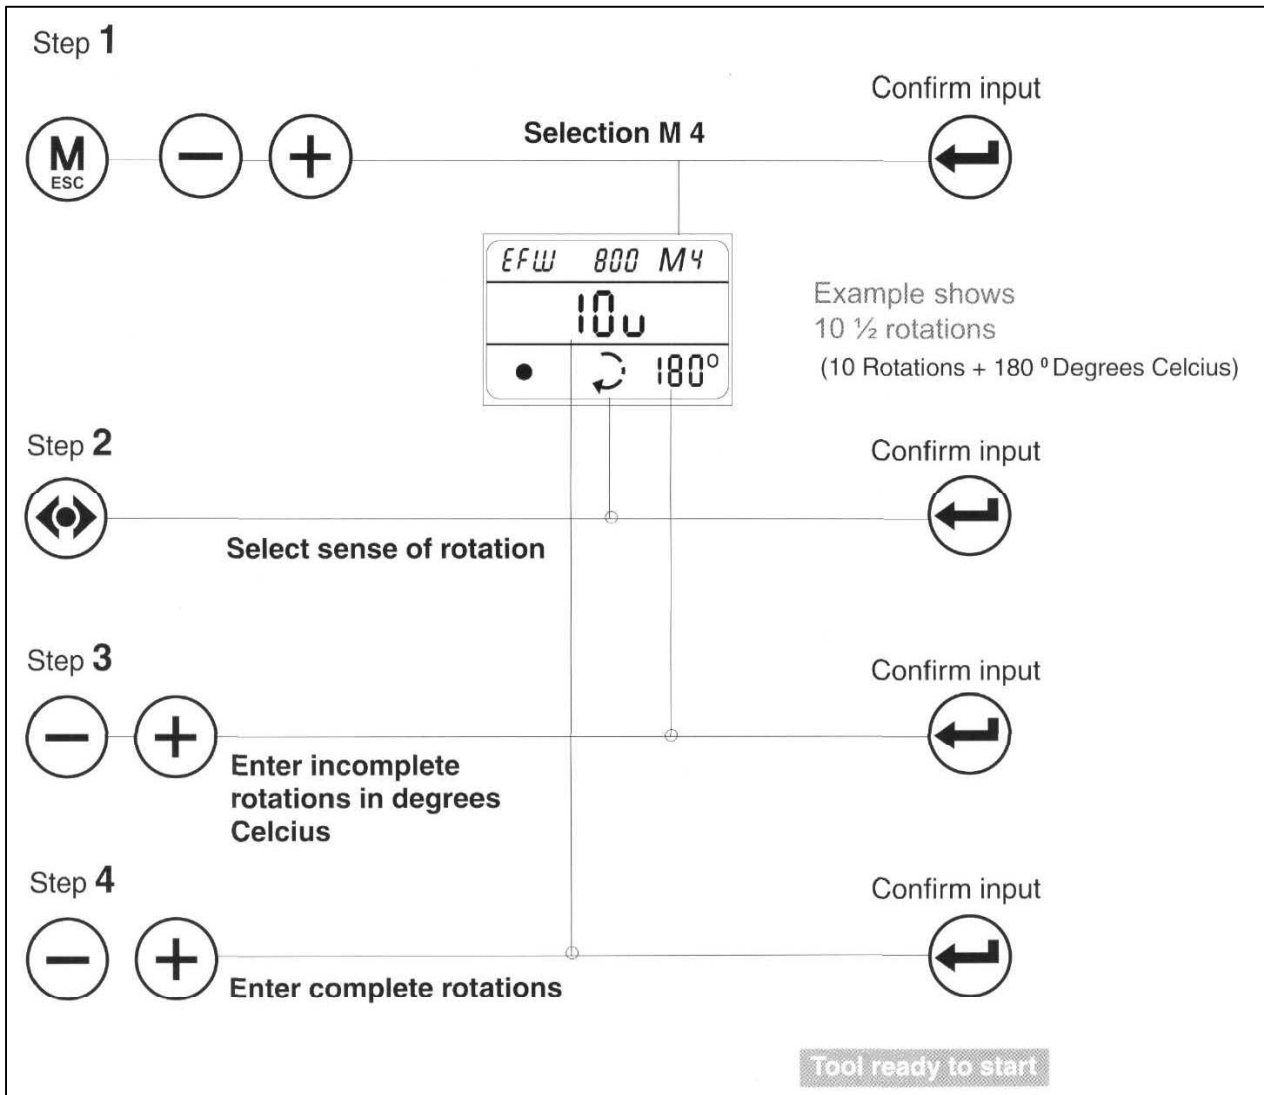 Step 1
Confirm input
Selection M 4
M
ESC
EFW 800 M4
10u
180°
Example shows
10 ½ rotations
(10 Rotations + 180 ⁰ Degrees Celcius)
Step 2
Confirm input
Select sense of rotation
Step 3
Confirm input
Enter incomplete
rotations in degrees
Celcius
Step 4
Confirm input
Enter complete rotations
Tool ready to start